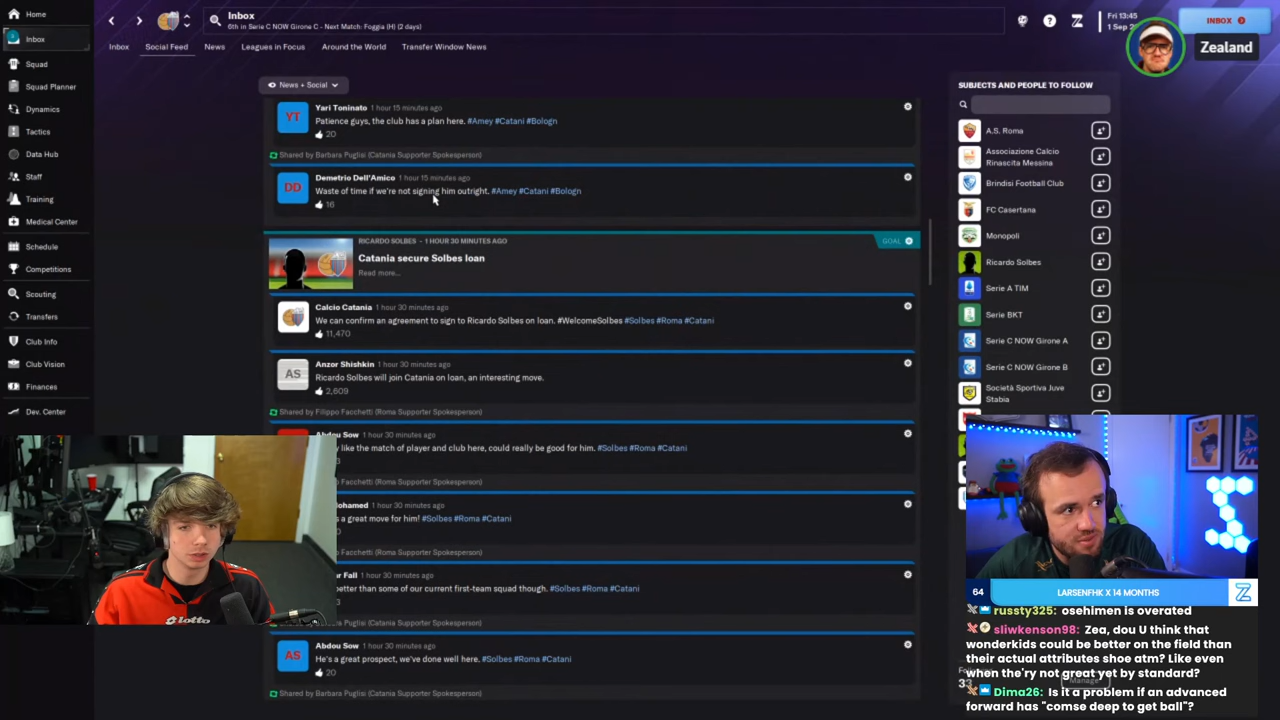 Home
Inbox
Squad
Squad Planner
Dynamics
Tactics
Data Hub
Staff
Training
Medical Center
Schedule
Competitions
Scouting
Transfers
Club Info
Club Vision
Finances
Dev. Center
Inbox
6th in Serie C NOW Girone C - Next Match: Foggia (H) (2 days)
Fri 13:45
1 Sep
INBOX
Zealand
Inbox
Social Feed
News
Leagues in Focus
Around the World
Transfer Window News
News + Social
YT
Yari Toninato 1 hour 15 minutes ago
Patience guys, the club has a plan here. #Amey #Catani #Bologn
20
Shared by Barbara Puglisi (Catania Supporter Spokesperson)
DD
Demetrio Dell'Amico 1 hour 15 minutes ago
Waste of time if we're not signing him outright. #Amey #Catani #Bologn
16
RICARDO SOLBES - 1 HOUR 30 MINUTES AGO
GOAL
Catania secure Solbes loan
Read more...
Calcio Catania 1 hour 30 minutes ago
We can confirm an agreement to sign to Ricardo Solbes on loan. #WelcomeSolbes #Solbes #Roma #Catani
11,470
AS
Anzor Shishkin 1 hour 30 minutes ago
Ricardo Solbes will join Catania on loan, an interesting move.
2,609
Shared by Filippo Facchetti (Roma Supporter Spokesperson)
Abdou Sow 1 hour 30 minutes ago
like the match of player and club here, could really be good for him. #Solbes #Roma #Catani
Supporter Spokesperson)
1 hour 30 minutes ago
a great move for him! #Solbes #Roma #Catani
Facchetti (Roma Supporter Spokesperson)
Fall 1 hour 30 minutes ago
better than some of our current first-team squad though. #Solbes #Roma #Catani
Supporter Spokesperson)
AS
Abdou Sow 1 hour 30 minutes ago
He's a great prospect, we've done well here. #Solbes #Roma #Catani
20
Shared by Barbara Puglisi (Catania Supporter Spokesperson)
SUBJECTS AND PEOPLE TO FOLLOW
A.S. Roma
Associazione Calcio
Rinascita Messina
Brindisi Football Club
FC Casertana
Monopoli
Ricardo Solbes
Serie A TIM
Serie BKT
Serie C NOW Girone A
Serie C NOW Girone B
Società Sportiva Juve
Stabia
33
Manage
lotto
64
LARSENFHK X 14 MONTHS
Z
russty325: osehimen is overated
sliwkenson98: Zea, dou U think that
wonderkids could be better on the field than
their actual attributes shoe atm? Like even
when the'ry not great yet by standard?
Dima26: Is it a problem if an advanced
forward has "comse deep to get ball"?